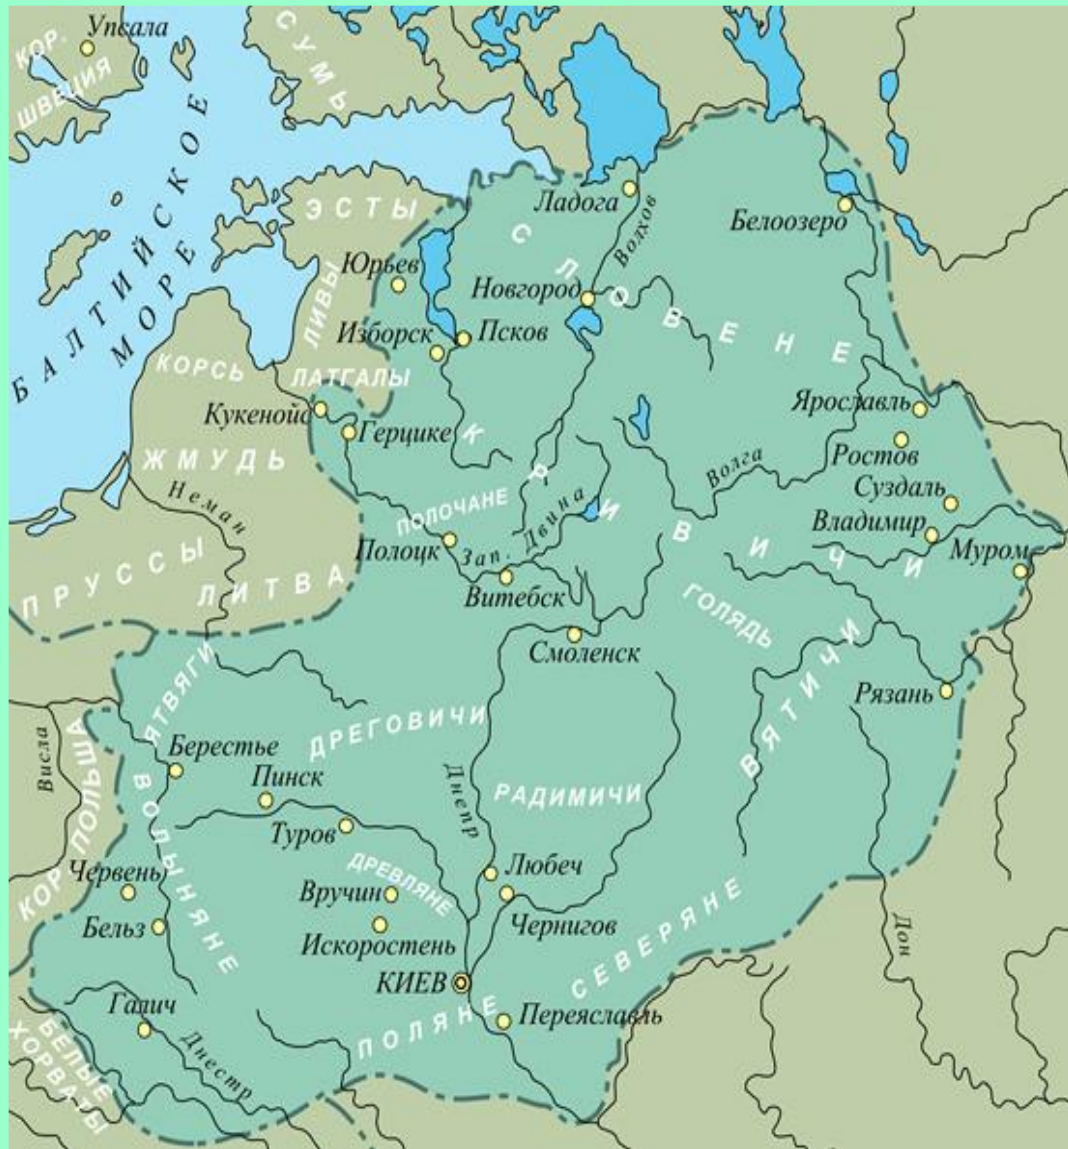 Упсала
КОР.
ШВЕЦИЯ
СУМЬ
БАЛТИЙСКОЕ
МОРЕ
ЭСТЫ
Ладога
Волхов
Белоозеро
СЛОВЕНЕ
Юрьев
Новгород
ЛИВЫ
Изборск
Псков
КОРСЬ
ЛАТГАЛЫ
Кукенойс
Герцике
Ярославль
Ростов
ЖМУДЬ
Неман
КРИВИЧИ
Волга
Суздаль
ПОЛОЧАНЕ
Владимир
Полоцк
Зап. Двина
Муром
ПРУССЫ
ЛИТВА
Витебск
ГОЛЯДЬ
Смоленск
ВЯТИЧИ
Рязань
ЯТВЯГИ
ДРЕГОВИЧИ
Висла
КОР. ПОЛЬША
Берестье
Пинск
Днепр
РАДИМИЧИ
ВОЛЫНЯНЕ
Туров
Червень
ДРЕВЛЯНЕ
Любеч
Вручин
Чернигов
Бельз
Искоростень
СЕВЕРЯНЕ
Дон
КИЕВ
Галич
ПОЛЯНЕ
Переяславль
Днестр
БЕЛЫЕ
ХОРВАТЫ